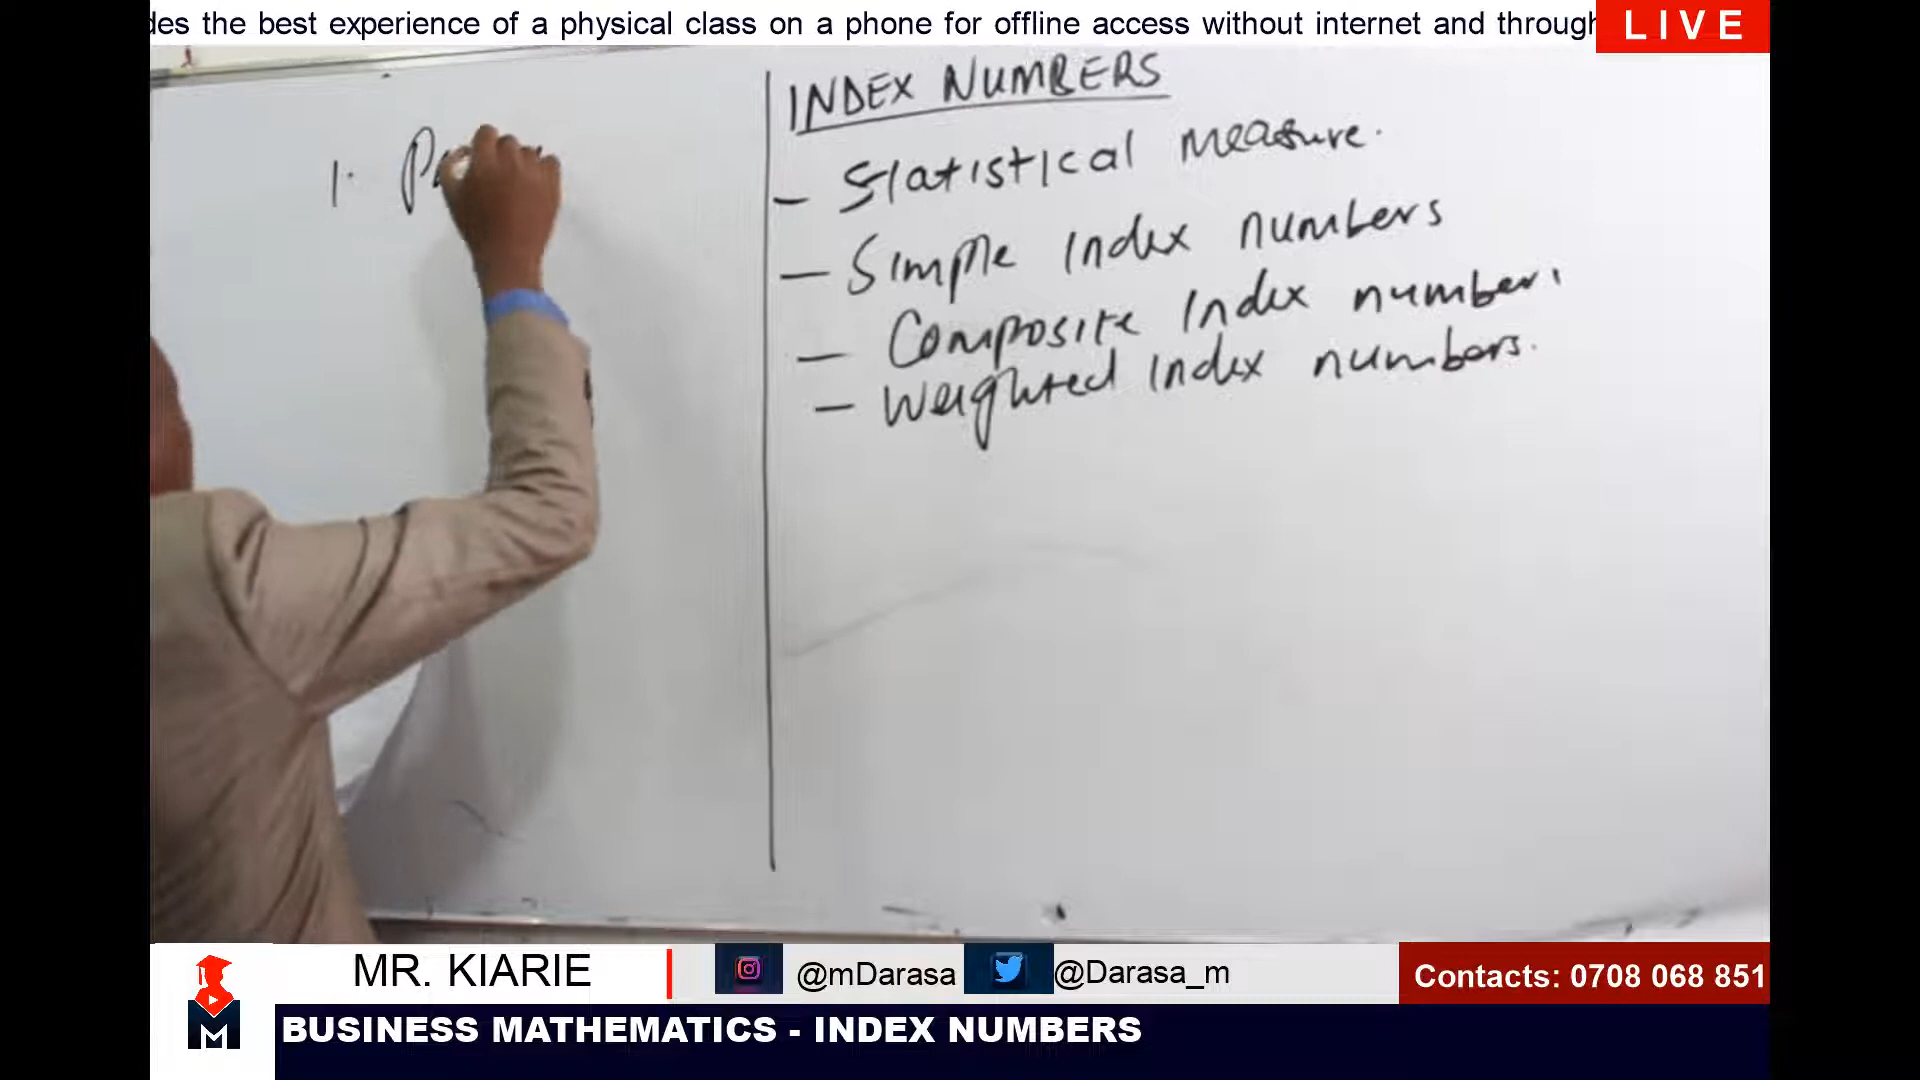 des the best experience of a physical class on a phone for offline access without internet and through
LIVE
1. P
INDEX NUMBERS
- Statistical measure.
- Simple Index numbers
- Composite Index number
- Weighted Index numbers.
MR. KIARIE
@mDarasa
@Darasa_m
Contacts: 0708 068 851
M
BUSINESS MATHEMATICS - INDEX NUMBERS